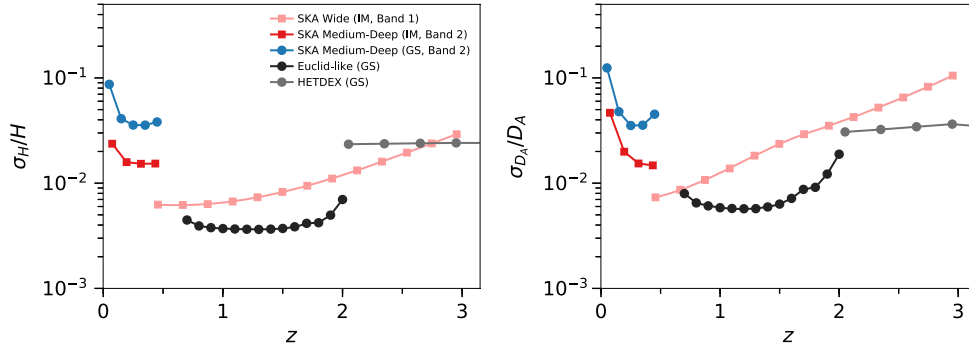 SKA Wide (IM, Band 1)
SKA Medium-Deep (IM, Band 2)
SKA Medium-Deep (GS, Band 2)
Euclid-like (GS)
HETDEX (GS)
σ_H/H
10⁻¹
10⁻²
10⁻³
0 1 2 3
z
σ_{D_A}/D_A
10⁻¹
10⁻²
10⁻³
0 1 2 3
z